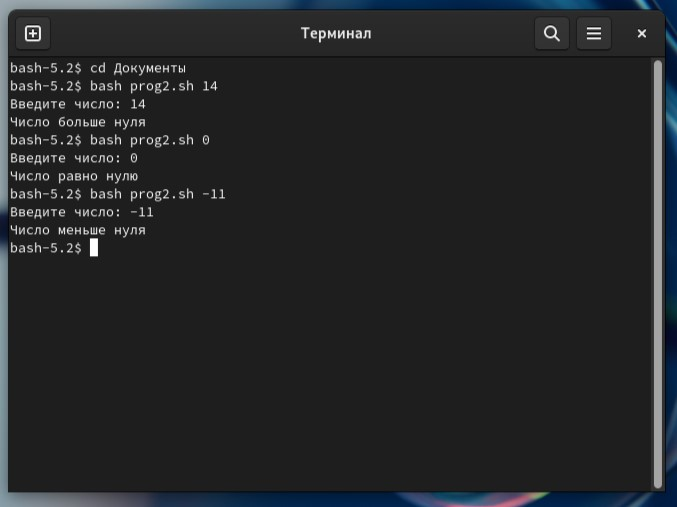 Терминал
bash-5.2$ cd Документы
bash-5.2$ bash prog2.sh 14
Введите число: 14
Число больше нуля
bash-5.2$ bash prog2.sh 0
Введите число: 0
Число равно нулю
bash-5.2$ bash prog2.sh -11
Введите число: -11
Число меньше нуля
bash-5.2$